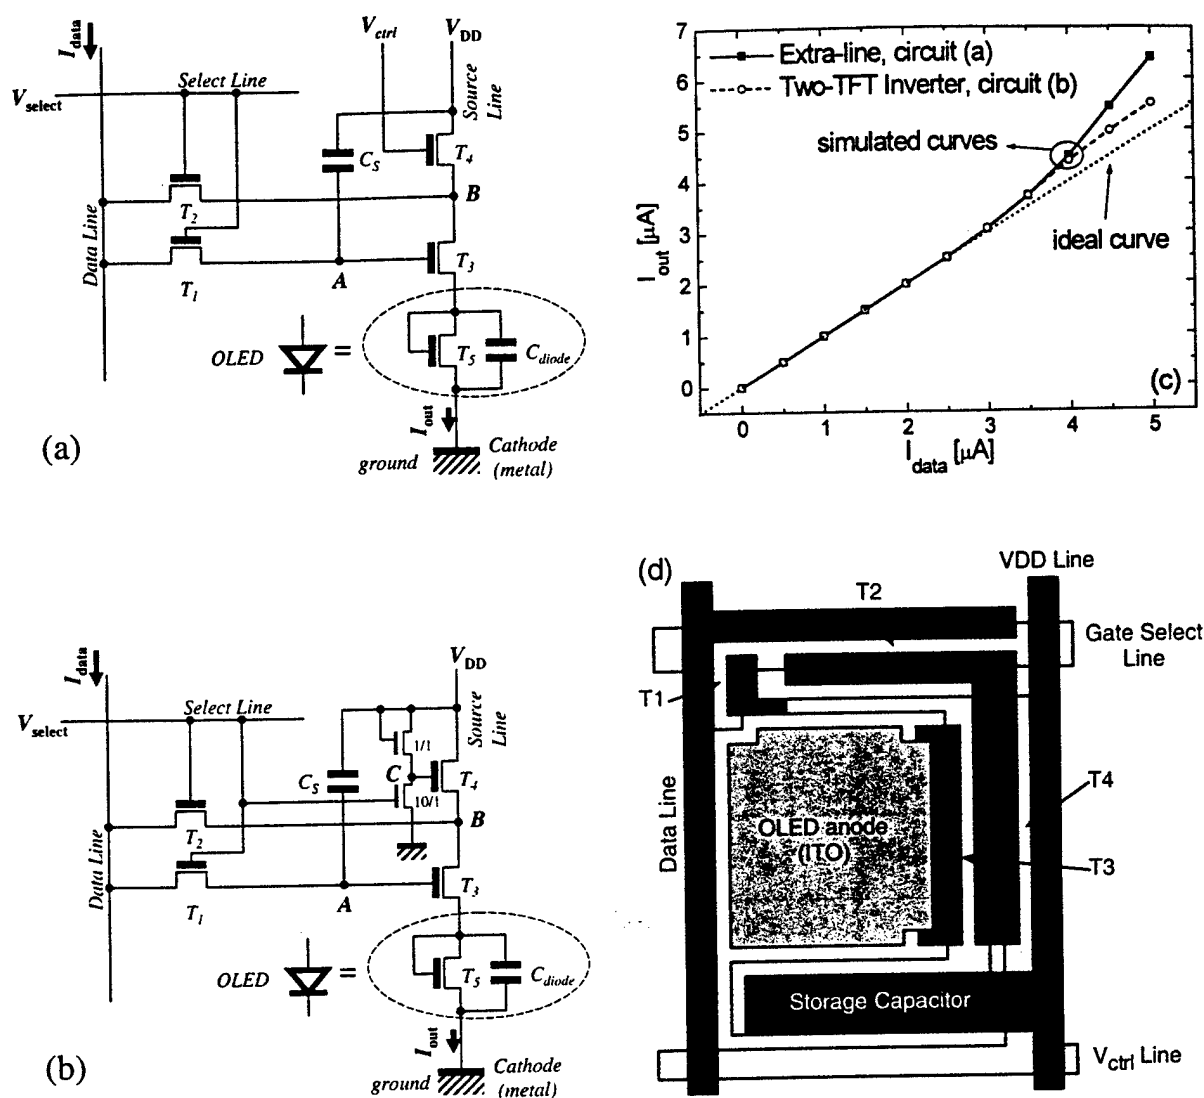 I_data
V_ctrl
V_DD
Select Line
V_select
Source Line
C_S
T_4
B
T_2
Data Line
T_1
A
T_3
OLED
=
T_5
C_diode
I_out
(a)
ground
Cathode
(metal)
7
6
5
4
3
2
1
0
I_out [μA]
Extra-line, circuit (a)
Two-TFT Inverter, circuit (b)
simulated curves
ideal curve
(c)
0 1 2 3 4 5
I_data [μA]
I_data
V_DD
Select Line
V_select
Source Line
1/1
C_S
C
T_4
10/1
B
T_2
Data Line
T_1
A
T_3
OLED
=
T_5
C_diode
I_out
(b)
ground
Cathode
(metal)
(d)
VDD Line
T2
Gate Select
Line
T1
Data Line
T4
OLED anode
(ITO)
T3
Storage Capacitor
V_ctrl Line